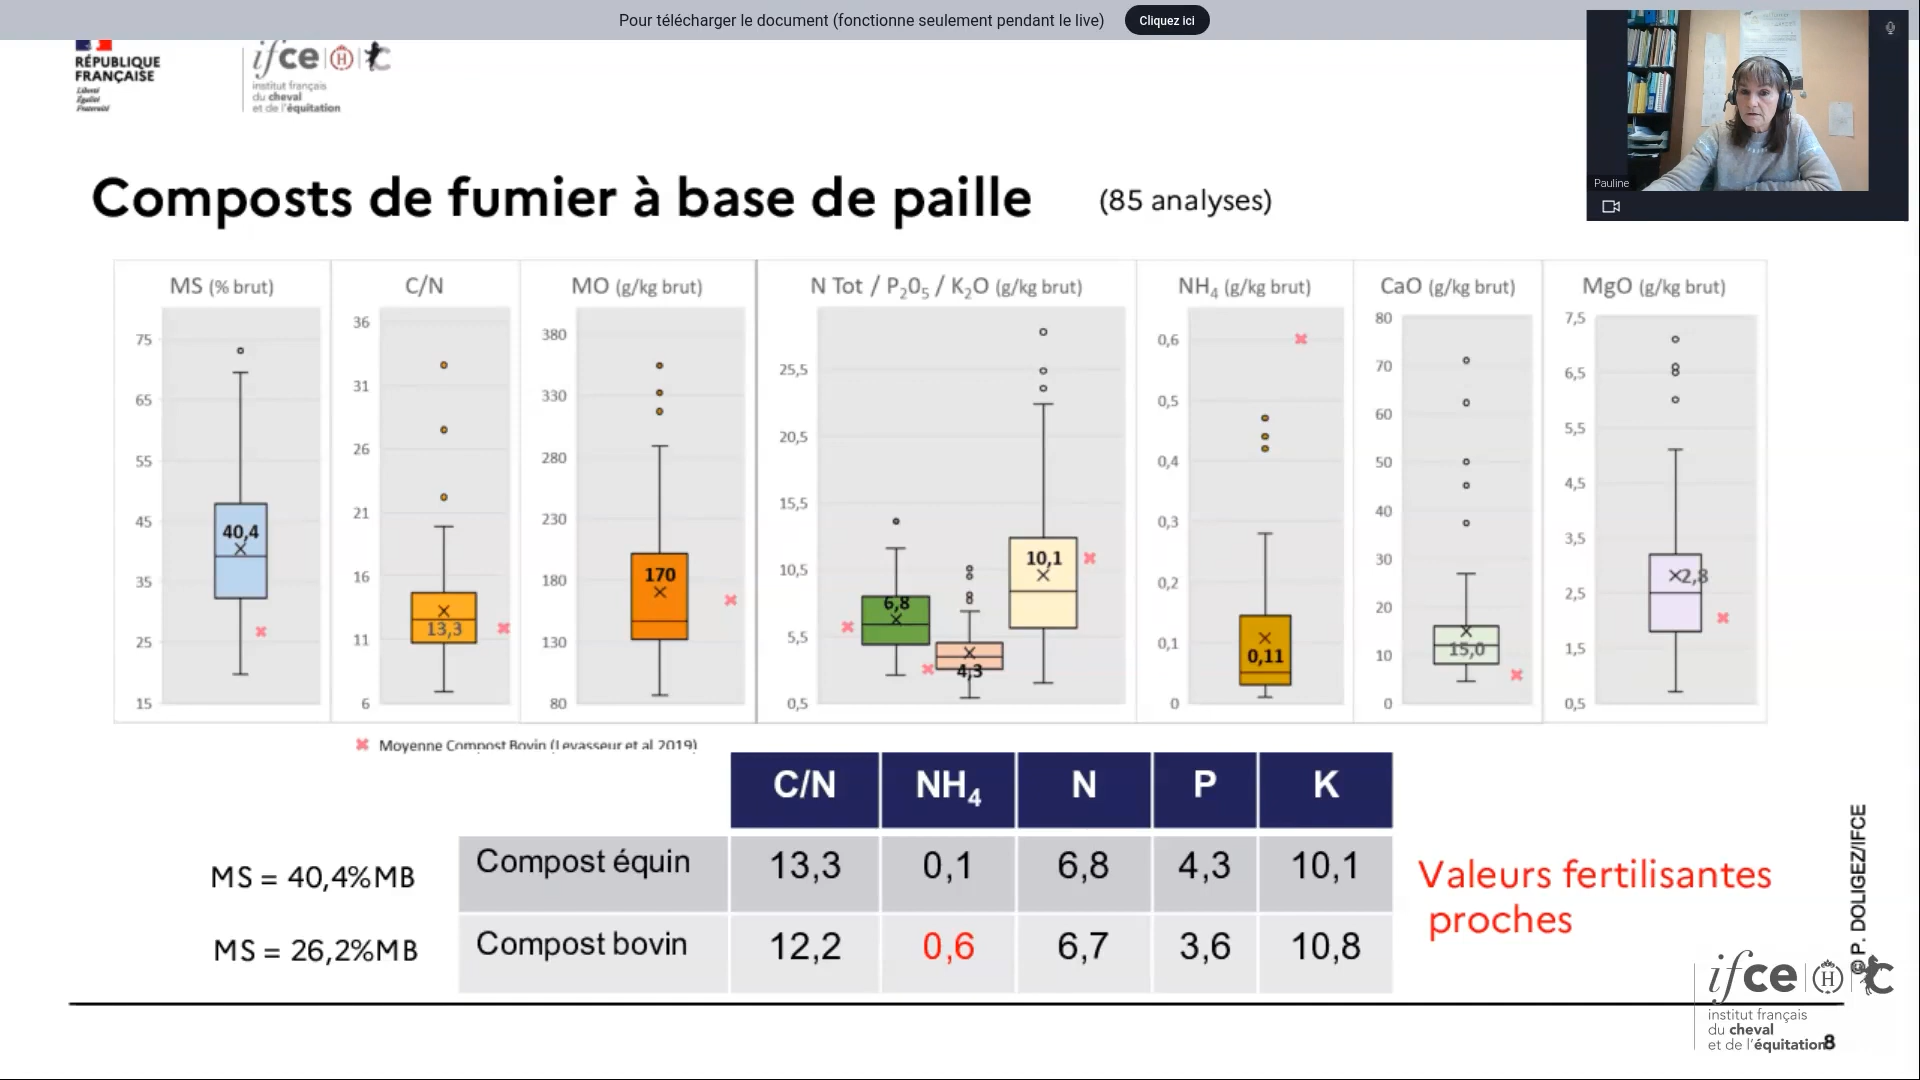 Pour télécharger le document (fonctionne seulement pendant le live) Cliquez ici
RÉPUBLIQUE
FRANÇAISE
Liberté
Égalité
Fraternité
ifce
institut français
du cheval
et de l'équitation
Pauline
Composts de fumier à base de paille (85 analyses)
MS (% brut)
75
65
55
45
35
25
15
40,4
C/N
36
31
26
21
16
11
6
13,3
MO (g/kg brut)
380
330
280
230
180
130
80
170
N Tot / P₂0₅ / K₂O (g/kg brut)
25,5
20,5
15,5
10,5
5,5
0,5
6,8
4,3
10,1
NH₄ (g/kg brut)
0,6
0,5
0,4
0,3
0,2
0,1
0
0,11
CaO (g/kg brut)
80
70
60
50
40
30
20
10
0
15,0
MgO (g/kg brut)
7,5
6,5
5,5
4,5
3,5
2,5
1,5
0,5
2,8
Moyenne Compost Bovin (Levasseur et al 2019)
C/N NH₄ N P K
MS = 40,4%MB Compost équin 13,3 0,1 6,8 4,3 10,1
MS = 26,2%MB Compost bovin 12,2 0,6 6,7 3,6 10,8
Valeurs fertilisantes
proches
© P. DOLIGEZ/IFCE
ifce
institut français
du cheval
et de l'équitation
8